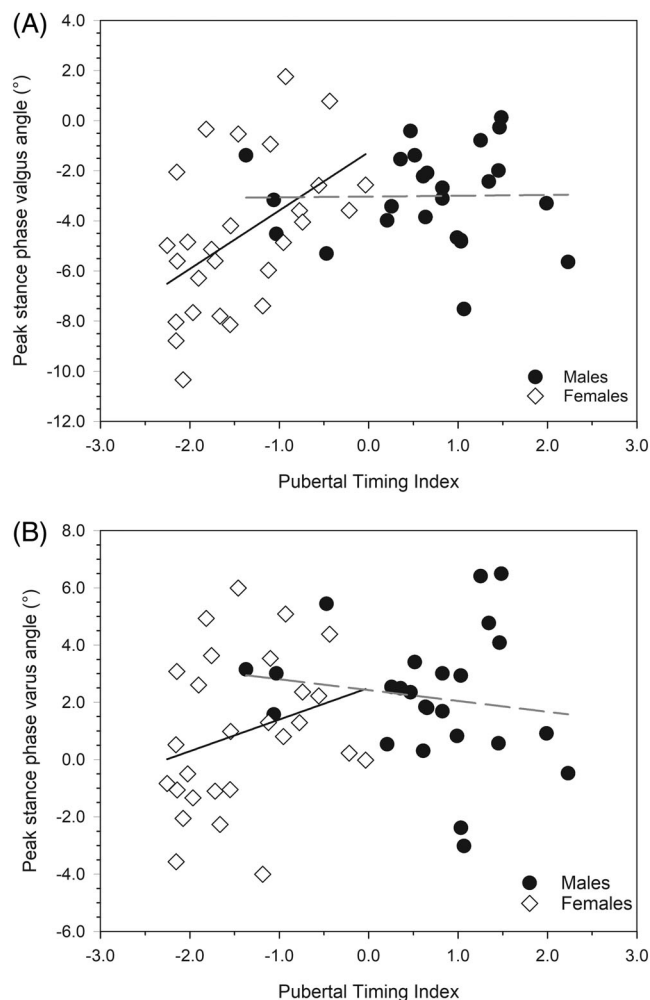 (A)
4.0
2.0
0.0
-2.0
-4.0
-6.0
-8.0
-10.0
-12.0
Peak stance phase valgus angle (°)
Males
Females
-3.0 -2.0 -1.0 0.0 1.0 2.0 3.0
Pubertal Timing Index
(B)
8.0
6.0
4.0
2.0
0.0
-2.0
-4.0
-6.0
Peak stance phase varus angle (°)
Males
Females
-3.0 -2.0 -1.0 0.0 1.0 2.0 3.0
Pubertal Timing Index